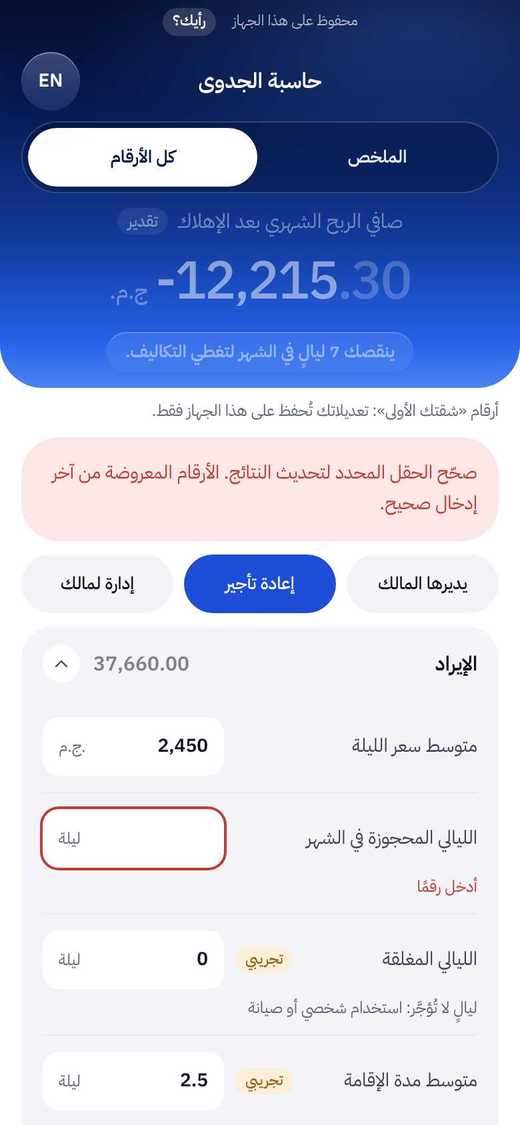 محفوظ على هذا الجهاز رأيك؟
حاسبة الجدوى EN
الملخص كل الأرقام
صافي الربح الشهري بعد الإهلاك تقدير
-12,215.30 ج.م.
ينقصك 7 ليالٍ في الشهر لتغطي التكاليف.
أرقام «شقتك الأولى»: تعديلاتك تُحفظ على هذا الجهاز فقط.
صحّح الحقل المحدد لتحديث النتائج. الأرقام المعروضة من آخر
إدخال صحيح.
يديرها المالك إعادة تأجير إدارة لمالك
الإيراد 37,660.00
متوسط سعر الليلة 2,450 ج.م.
الليالي المحجوزة في الشهر ليلة
أدخل رقمًا
الليالي المغلقة تجريبي 0 ليلة
ليالٍ لا تُؤجَّر: استخدام شخصي أو صيانة
متوسط مدة الإقامة تجريبي 2.5 ليلة